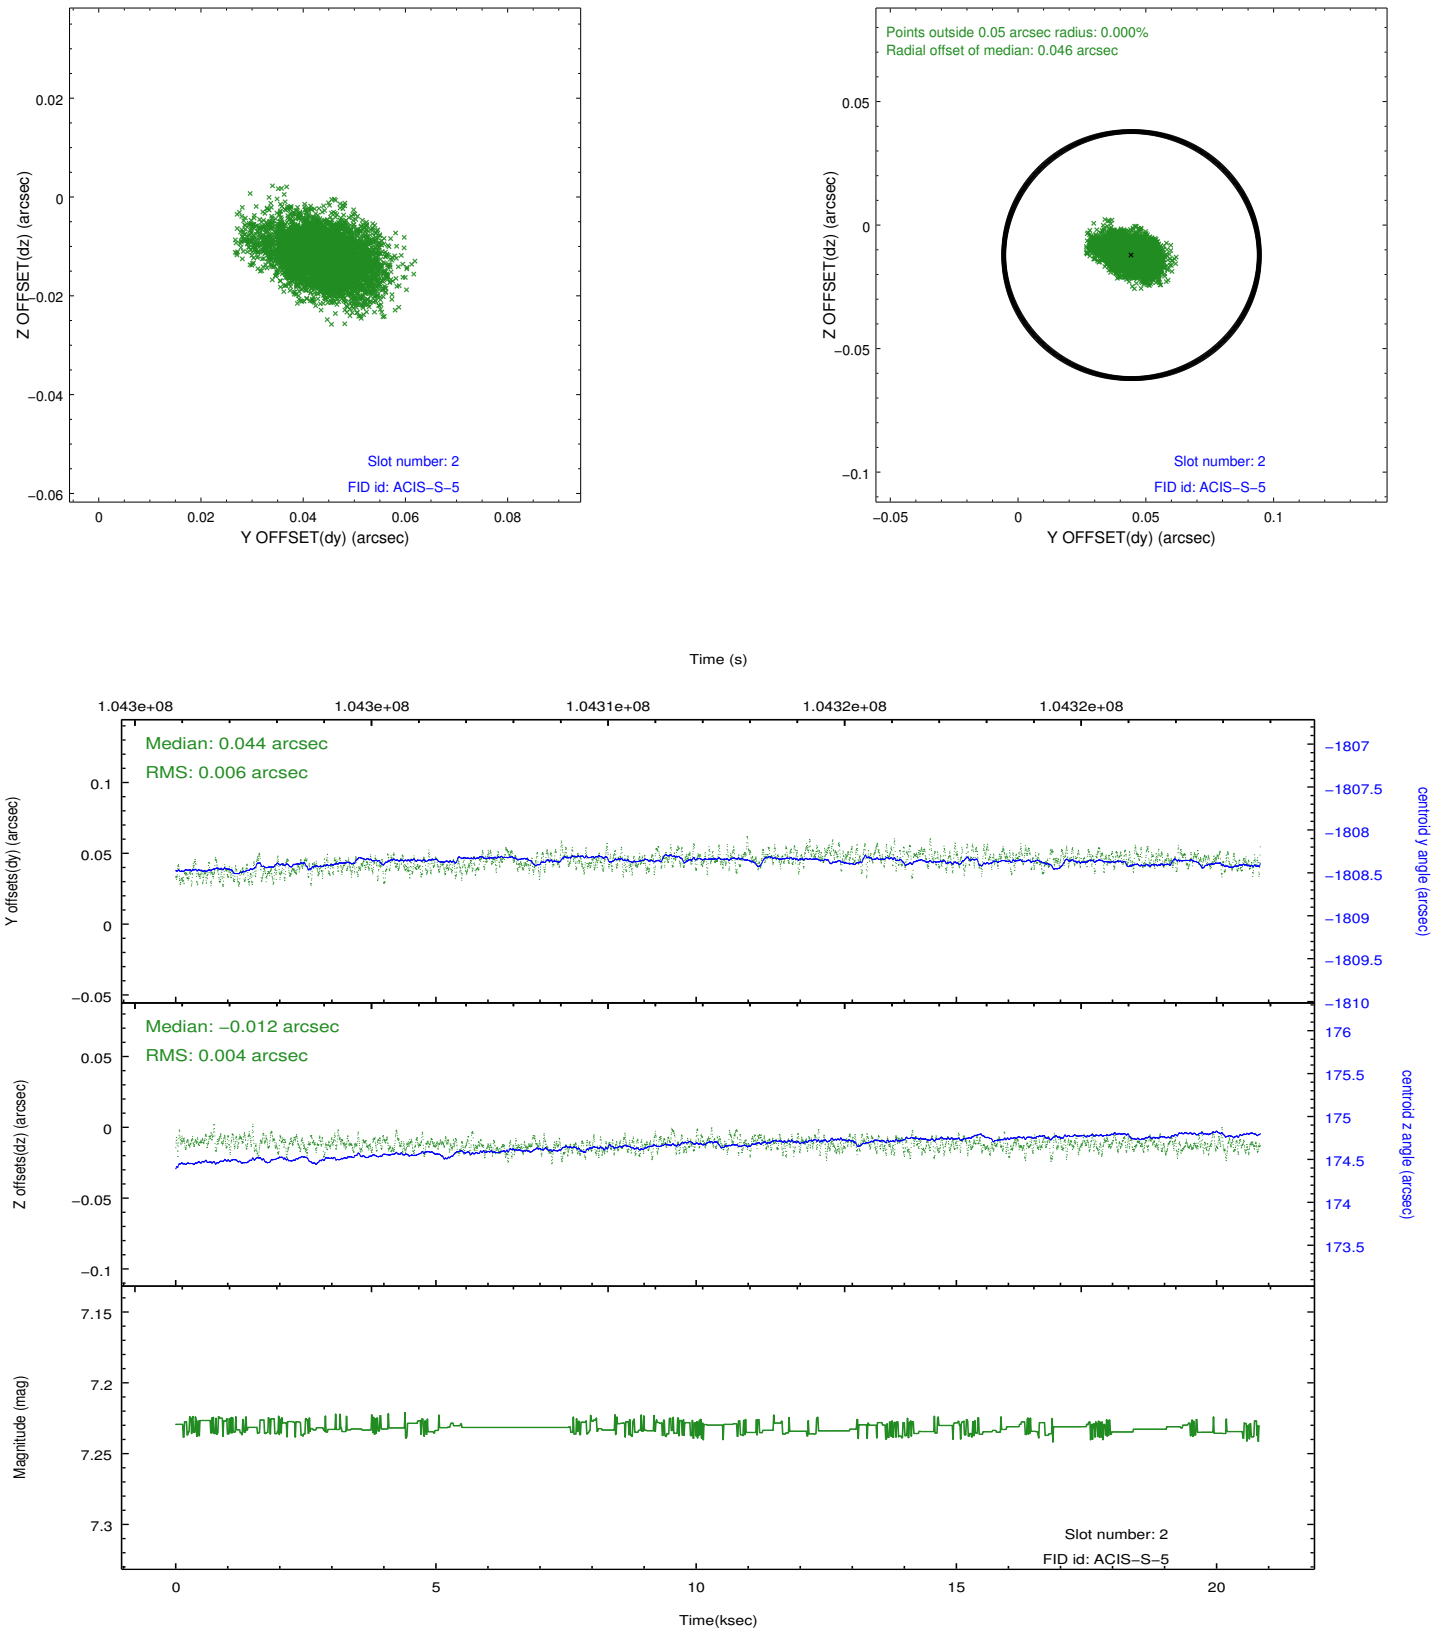 0.02
0
−0.02
−0.04
−0.06
Z OFFSET(dz) (arcsec)
Slot number: 2
FID id: ACIS−S−5
0
0.02
0.04
0.06
0.08
Y OFFSET(dy) (arcsec)
Points outside 0.05 arcsec radius: 0.000%
Radial offset of median: 0.046 arcsec
0.05
0
−0.05
−0.1
Z OFFSET(dz) (arcsec)
Slot number: 2
FID id: ACIS−S−5
−0.05
0
0.05
0.1
Y OFFSET(dy) (arcsec)
Time (s)
1.043e+08
1.043e+08
1.0431e+08
1.0432e+08
1.0432e+08
Median: 0.044 arcsec
RMS: 0.006 arcsec
0.1
0.05
0
−0.05
Y offsets(dy) (arcsec)
−1807
−1807.5
−1808
−1808.5
−1809
−1809.5
−1810
centroid y angle (arcsec)
Median: −0.012 arcsec
RMS: 0.004 arcsec
0.05
0
−0.05
−0.1
Z offsets(dz) (arcsec)
176
175.5
175
174.5
174
173.5
centroid z angle (arcsec)
7.15
7.2
7.25
7.3
Magnitude (mag)
Slot number: 2
FID id: ACIS−S−5
0
5
10
15
20
Time(ksec)